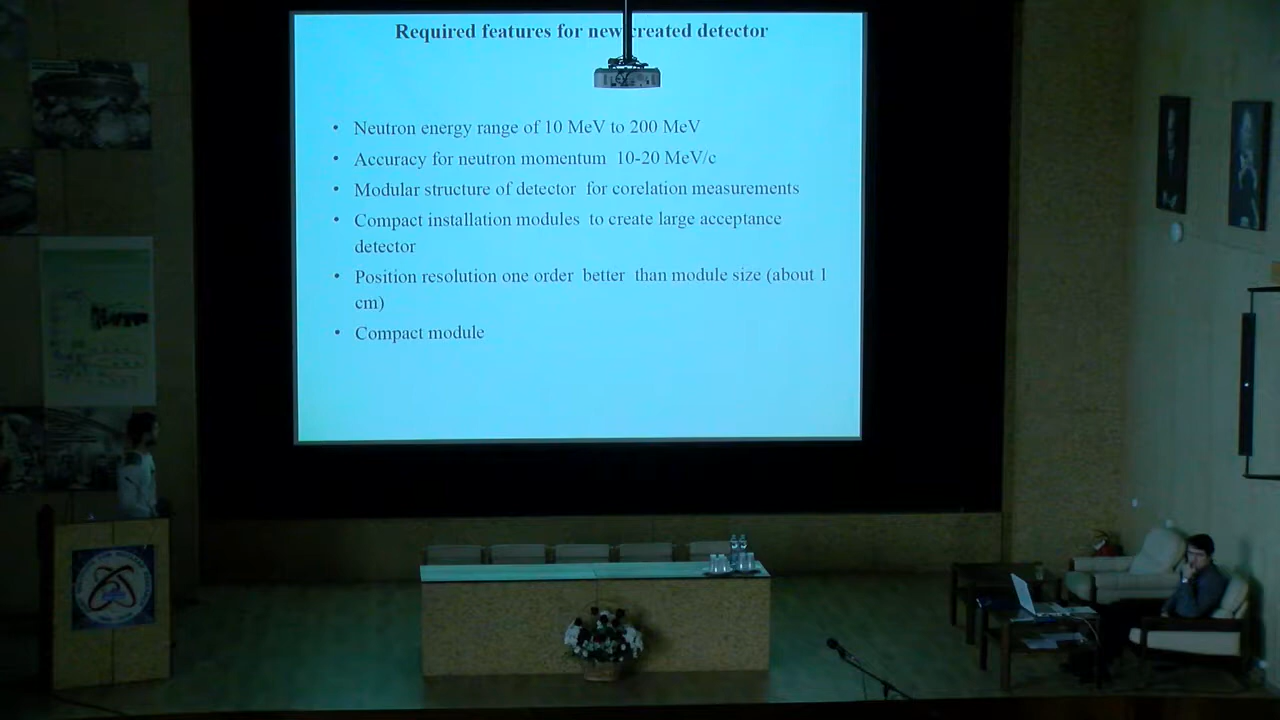 Required features for new created detector
• Neutron energy range of 10 MeV to 200 MeV
• Accuracy for neutron momentum 10-20 MeV/c
• Modular structure of detector for corelation measurements
• Compact installation modules to create large acceptance
detector
• Position resolution one order better than module size (about 1
cm)
• Compact module